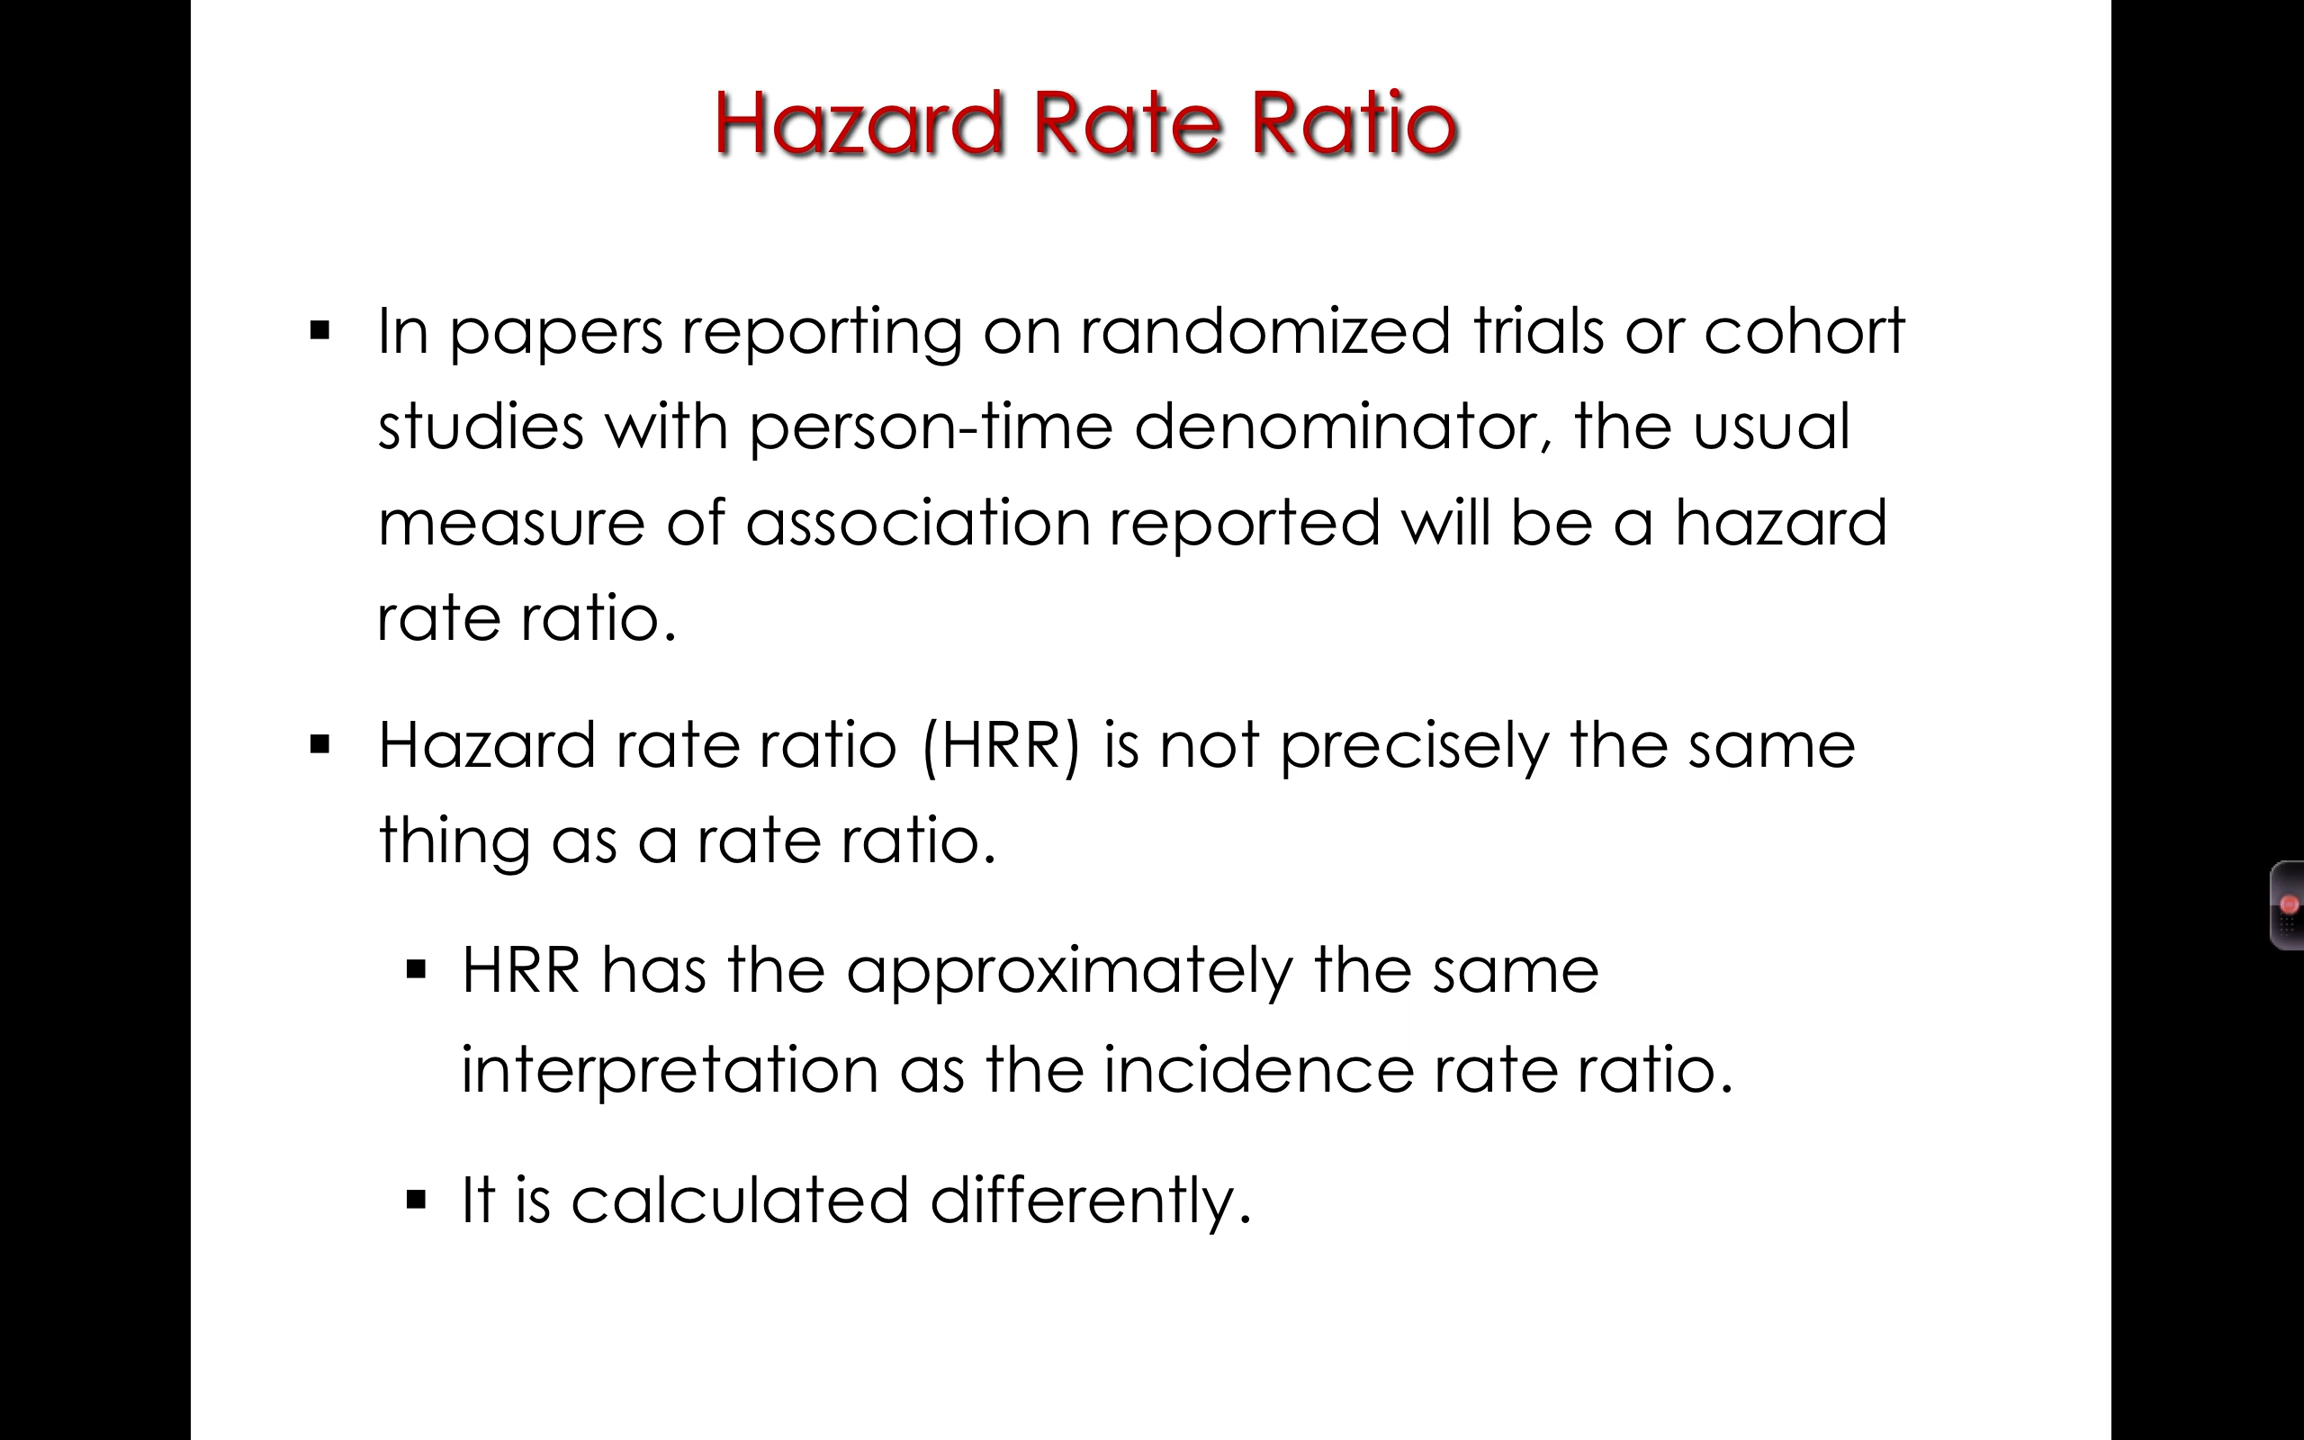 Hazard Rate Ratio
▪ In papers reporting on randomized trials or cohort
studies with person-time denominator, the usual
measure of association reported will be a hazard
rate ratio.
▪ Hazard rate ratio (HRR) is not precisely the same
thing as a rate ratio.
▪ HRR has the approximately the same
interpretation as the incidence rate ratio.
▪ It is calculated differently.